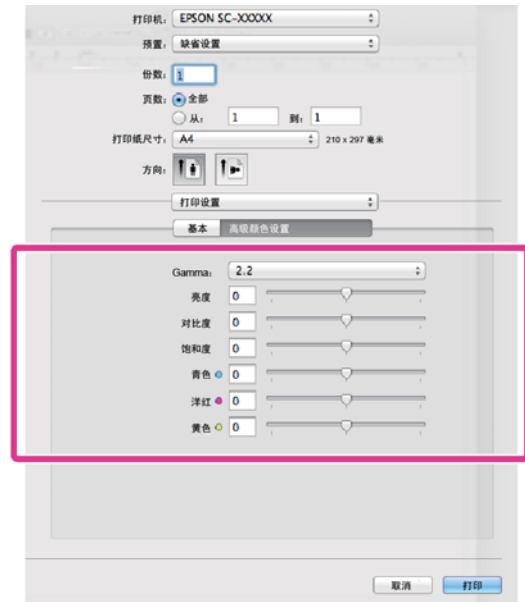 打印机: EPSON SC-XXXXX
预置: 缺省设置
份数: 1
页数: 全部
从: 1 到: 1
打印纸尺寸: A4 210 x 297 毫米
方向:
打印设置
基本 高级颜色设置
Gamma: 2.2
亮度 0
对比度 0
饱和度 0
青色 0
洋红 0
黄色 0
取消 打印